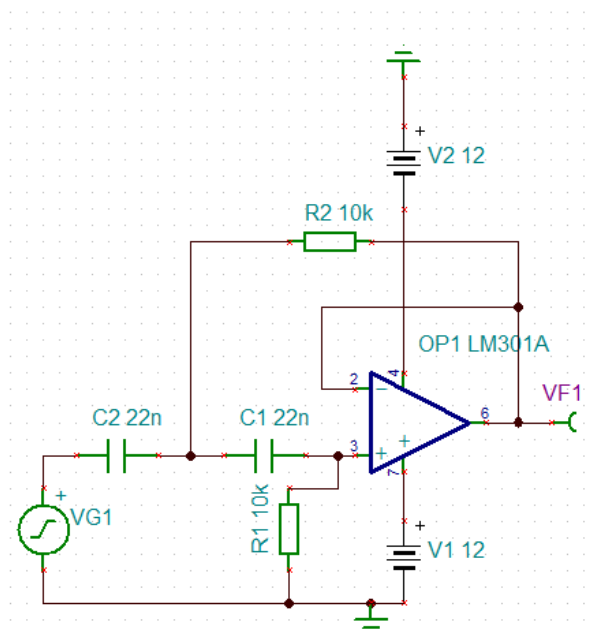 +
V2 12
R2 10k
OP1 LM301A
4
2
−
VF1
6
C2 22n
C1 22n
3
+
+
7
+
VG1
R1 10k
+
V1 12